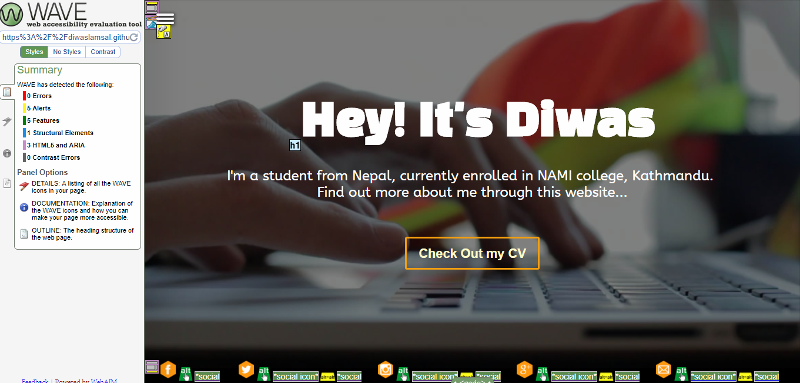 WAVE
web accessibility evaluation tool
https%3A%2F%2Fdiwaslamsal.githu
Styles
No Styles
Contrast
Summary
WAVE has detected the following:
0 Errors
5 Alerts
5 Features
1 Structural Elements
3 HTML5 and ARIA
0 Contrast Errors
Panel Options
DETAILS: A listing of all the WAVE
icons in your page.
DOCUMENTATION: Explanation of
the WAVE icons and how you can
make your page more accessible.
OUTLINE: The heading structure of
the web page.
Feedback | Powered by WebAIM
h1
Hey! It's Diwas
I'm a student from Nepal, currently enrolled in NAMI college, Kathmandu.
Find out more about me through this website...
Check Out my CV
alt "social icon" "social alt "social icon" "social alt "social icon" "social alt "social icon" "social alt "social icon" "social